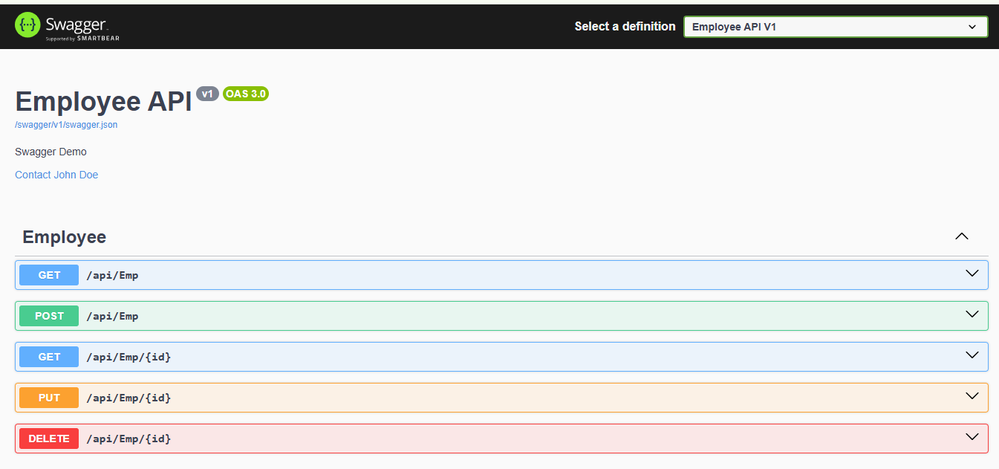 {··} Swagger
Supported by SMARTBEAR
Select a definition
Employee API V1
Employee API v1 OAS 3.0
/swagger/v1/swagger.json
Swagger Demo
Contact John Doe
Employee
GET /api/Emp
POST /api/Emp
GET /api/Emp/{id}
PUT /api/Emp/{id}
DELETE /api/Emp/{id}